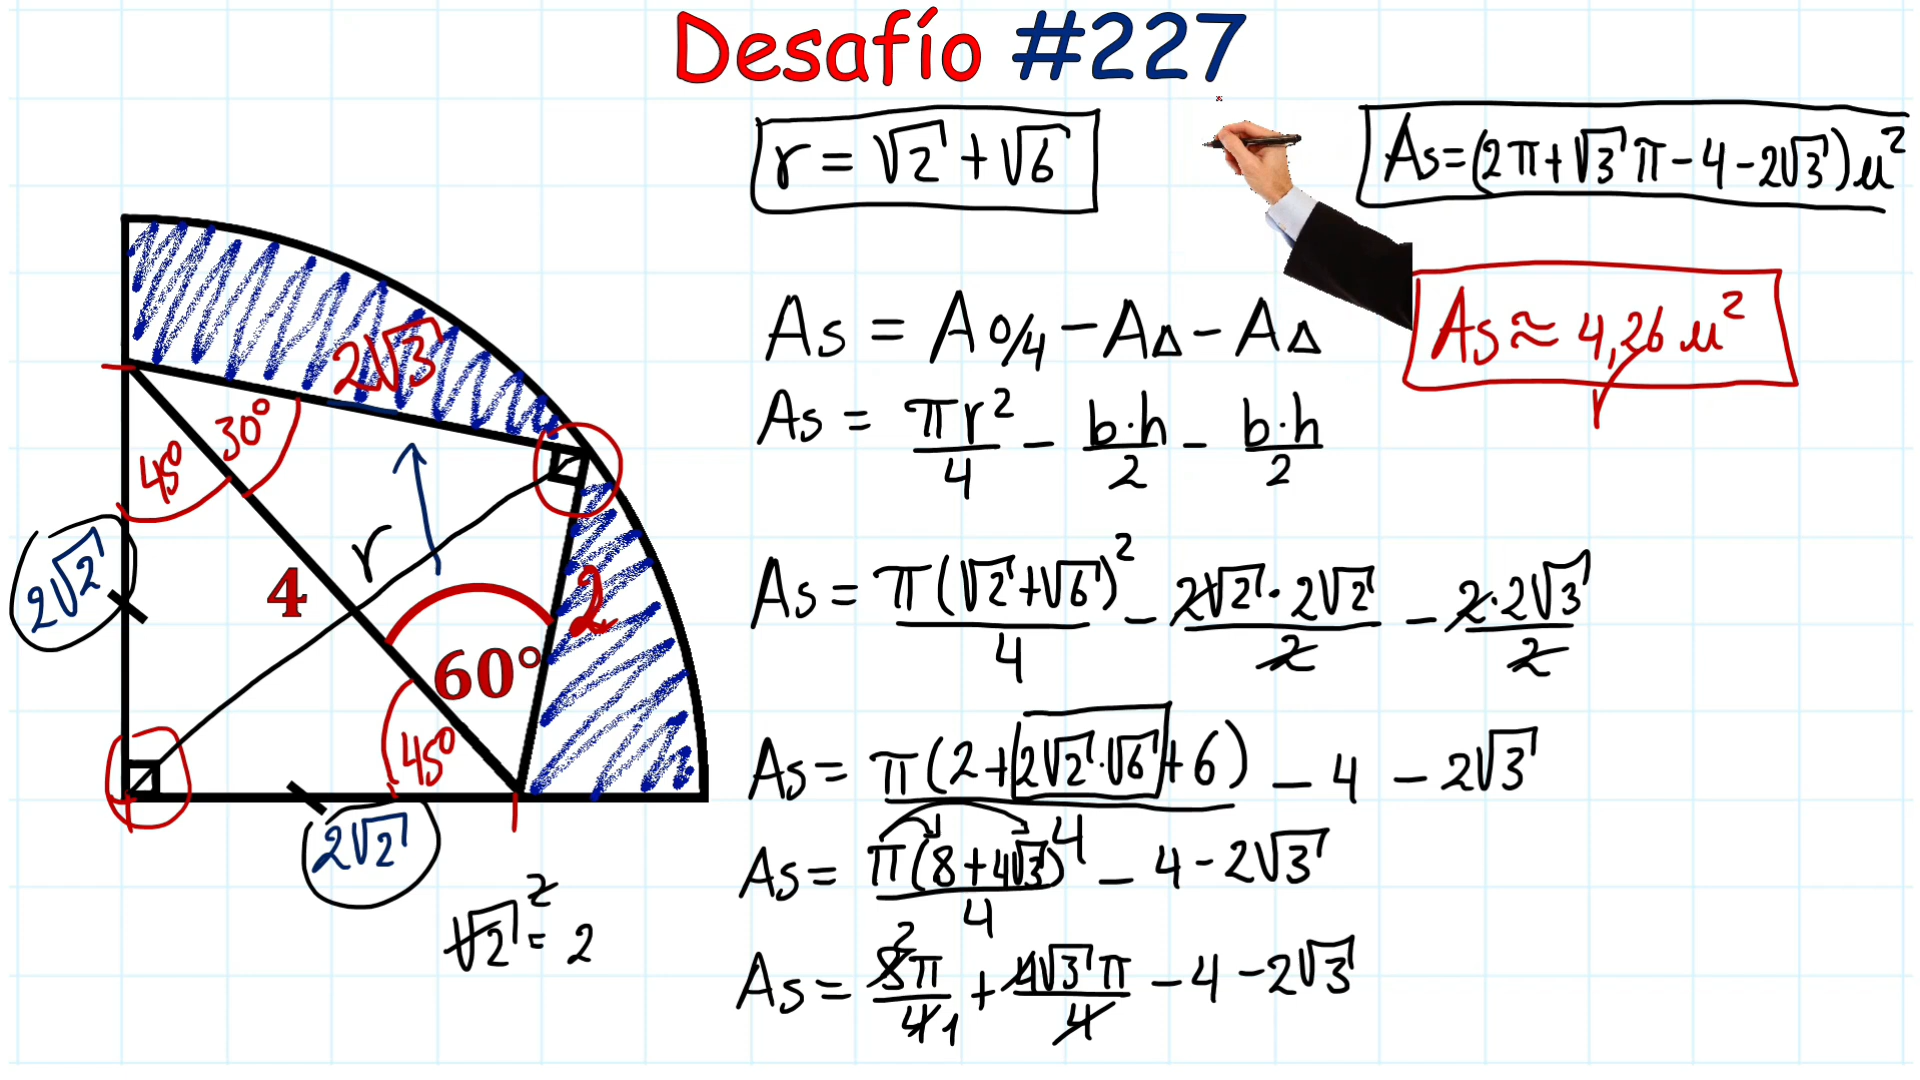 Desafío #227
r = √2 + √6
As=(2π+√3π-4-2√3)u²
As = A○/4 - A△ - A△
As ≈ 4,26 u²
As = πr²/4 - b·h/2 - b·h/2
As = π(√2+√6)²/4 - 2√2·2√2/2 - 2·2√3/2
As = π(2+2√2·√6+6)/4 - 4 - 2√3
As = π(8+4√3)/4 - 4 - 2√3
As = 8π/4 + 4√3π/4 - 4 - 2√3
2
1
2√3
30°
45°
r
2√2
4
2
60°
45°
2√2
√2² = 2